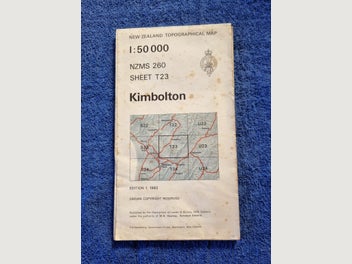 NEW ZEALAND TOPOGRAPHICAL MAP
1:50 000
NZMS 260
SHEET T23
Kimbolton
S22 T22 U22
S23 T23 U23
S24 T24 U24
EDITION 1 1983
CROWN COPYRIGHT RESERVED